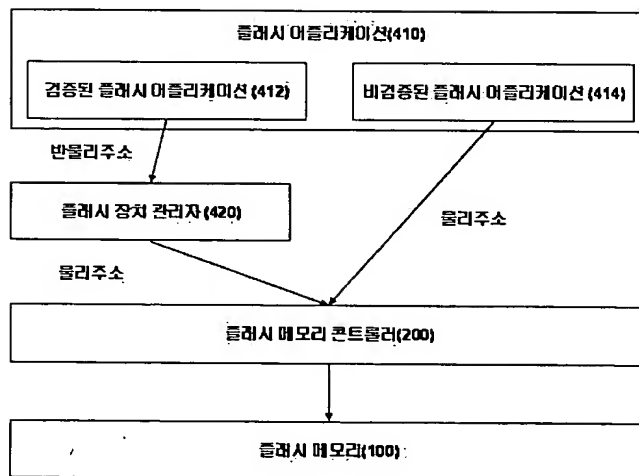 플래시 어플리케이션(410)
검증된 플래시 어플리케이션(412)
비검증된 플래시 어플리케이션(414)
반물리주소
플래시 장치 관리자(420)
물리주소
물리주소
플래시 메모리 콘트롤러(200)
플래시 메모리(100)